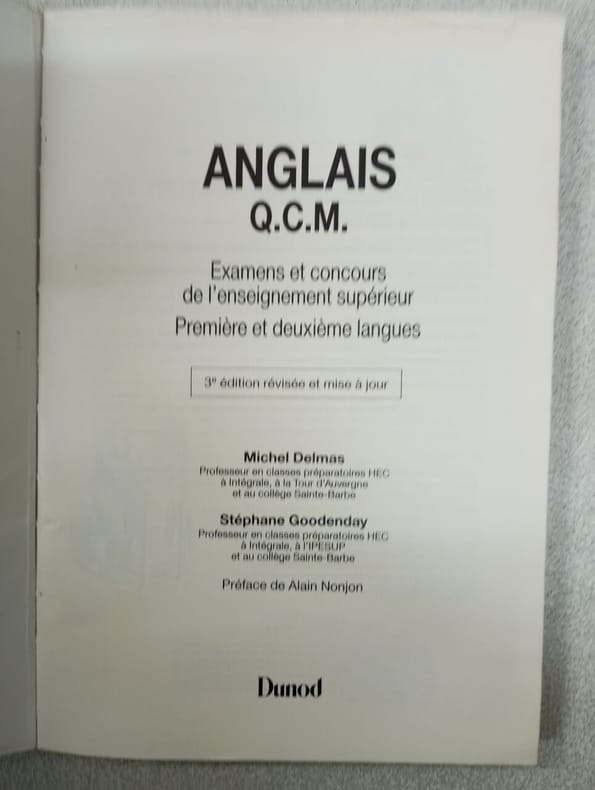 ANGLAIS
Q.C.M.
Examens et concours
de l'enseignement supérieur
Première et deuxième langues
3e édition révisée et mise à jour
Michel Delmas
Professeur en classes préparatoires HEC
à Intégrale, à la Tour d'Auvergne
et au collège Sainte-Barbe
Stéphane Goodenday
Professeur en classes préparatoires HEC
à Intégrale, à l'IPESUP
et au collège Sainte-Barbe
Préface de Alain Nonjon
Dunod